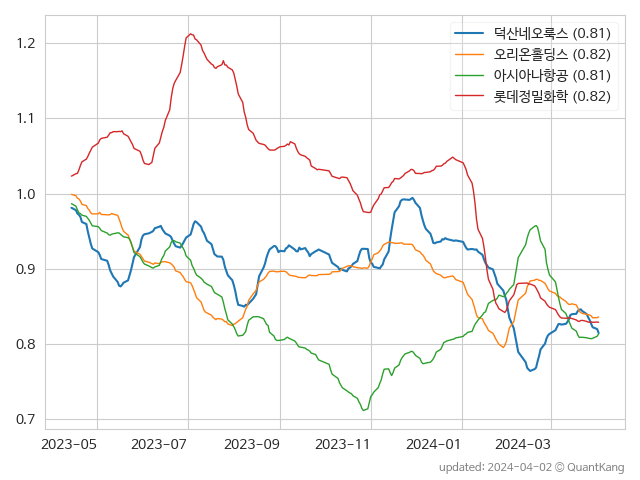 덕산네오룩스 (0.81)
오리온홀딩스 (0.82)
아시아나항공 (0.81)
롯데정밀화학 (0.82)
1.2
1.1
1.0
0.9
0.8
0.7
2023-05 2023-07 2023-09 2023-11 2024-01 2024-03
updated: 2024-04-02 © QuantKang